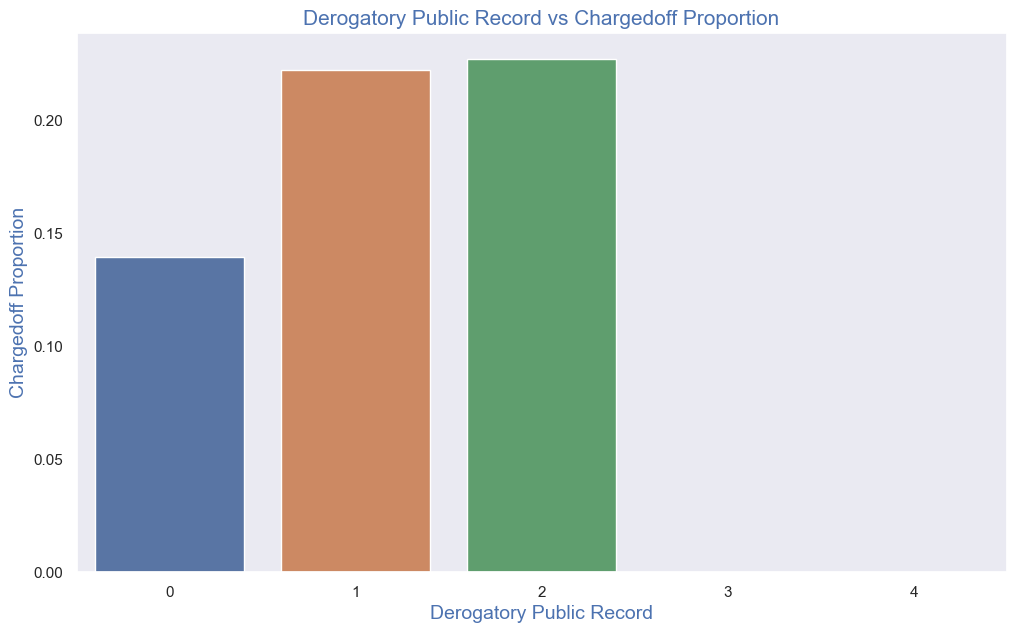 Derogatory Public Record vs Chargedoff Proportion
Chargedoff Proportion
0.20
0.15
0.10
0.05
0.00
0 1 2 3 4
Derogatory Public Record